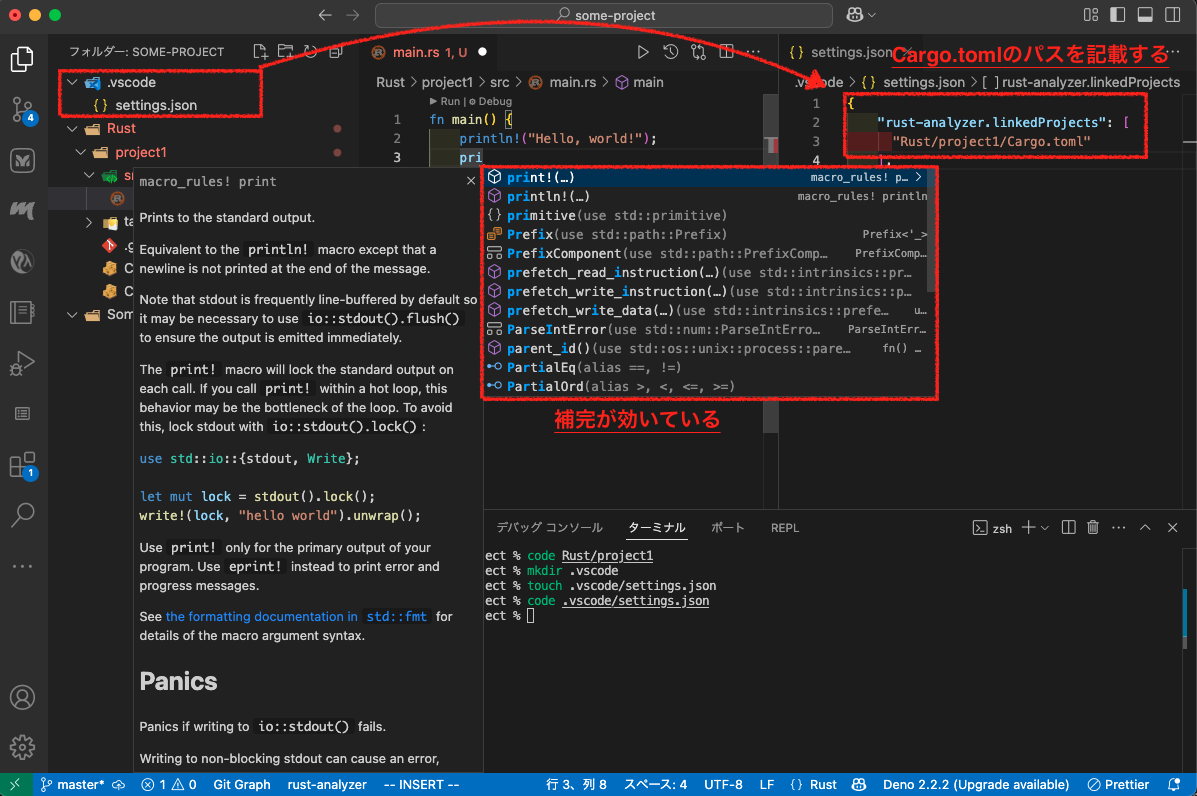 some-project
フォルダー: SOME-PROJECT
.vscode
{ } settings.json
Rust
project1
Som
4
1
main.rs 1, U
Rust > project1 > src > main.rs > main
Run | Debug
1 fn main() {
2 println!("Hello, world!");
3 pri
{ } settings.json
Cargo.tomlのパスを記載する
.vscode > { } settings.json > [ ] rust-analyzer.linkedProjects
1 {
2 "rust-analyzer.linkedProjects": [
3 "Rust/project1/Cargo.toml"
4 ],
macro_rules! print
Prints to the standard output.
Equivalent to the println! macro except that a
newline is not printed at the end of the message.
Note that stdout is frequently line-buffered by default so
it may be necessary to use io::stdout().flush()
to ensure the output is emitted immediately.
The print! macro will lock the standard output on
each call. If you call print! within a hot loop, this
behavior may be the bottleneck of the loop. To avoid
this, lock stdout with io::stdout().lock() :
use std::io::{stdout, Write};
let mut lock = stdout().lock();
write!(lock, "hello world").unwrap();
Use print! only for the primary output of your
program. Use eprint! instead to print error and
progress messages.
See the formatting documentation in std::fmt for
details of the macro argument syntax.
Panics
Panics if writing to io::stdout() fails.
Writing to non-blocking stdout can cause an error,
print!(…) macro_rules! p… >
println!(…) macro_rules! println
{} primitive(use std::primitive)
Prefix(use std::path::Prefix) Prefix<'_>
PrefixComponent(use std::path::PrefixComp… PrefixComp…
prefetch_read_instruction(…)(use std::intrinsics::pr…
prefetch_write_instruction(…)(use std::intrinsics::p…
prefetch_write_data(…)(use std::intrinsics::prefe… u…
ParseIntError(use std::num::ParseIntErro… ParseIntErr…
parent_id()(use std::os::unix::process::pare… fn() …
PartialEq(alias ==, !=)
PartialOrd(alias >, <, <=, >=)
補完が効いている
デバッグ コンソール ターミナル ポート REPL
zsh
ect % code Rust/project1
ect % mkdir .vscode
ect % touch .vscode/settings.json
ect % code .vscode/settings.json
ect %
master* 1 0 Git Graph rust-analyzer -- INSERT -- 行 3、列 8 スペース: 4 UTF-8 LF { } Rust Deno 2.2.2 (Upgrade available) Prettier